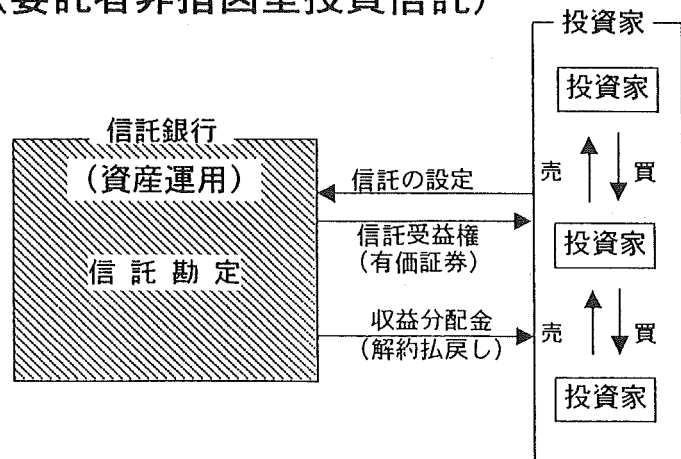 (委託者非指図型投資信託)
投資家
投資家
信託銀行
(資産運用)
信託勘定
信託の設定
信託受益権
(有価証券)
収益分配金
(解約払戻し)
売
買
投資家
売
買
投資家